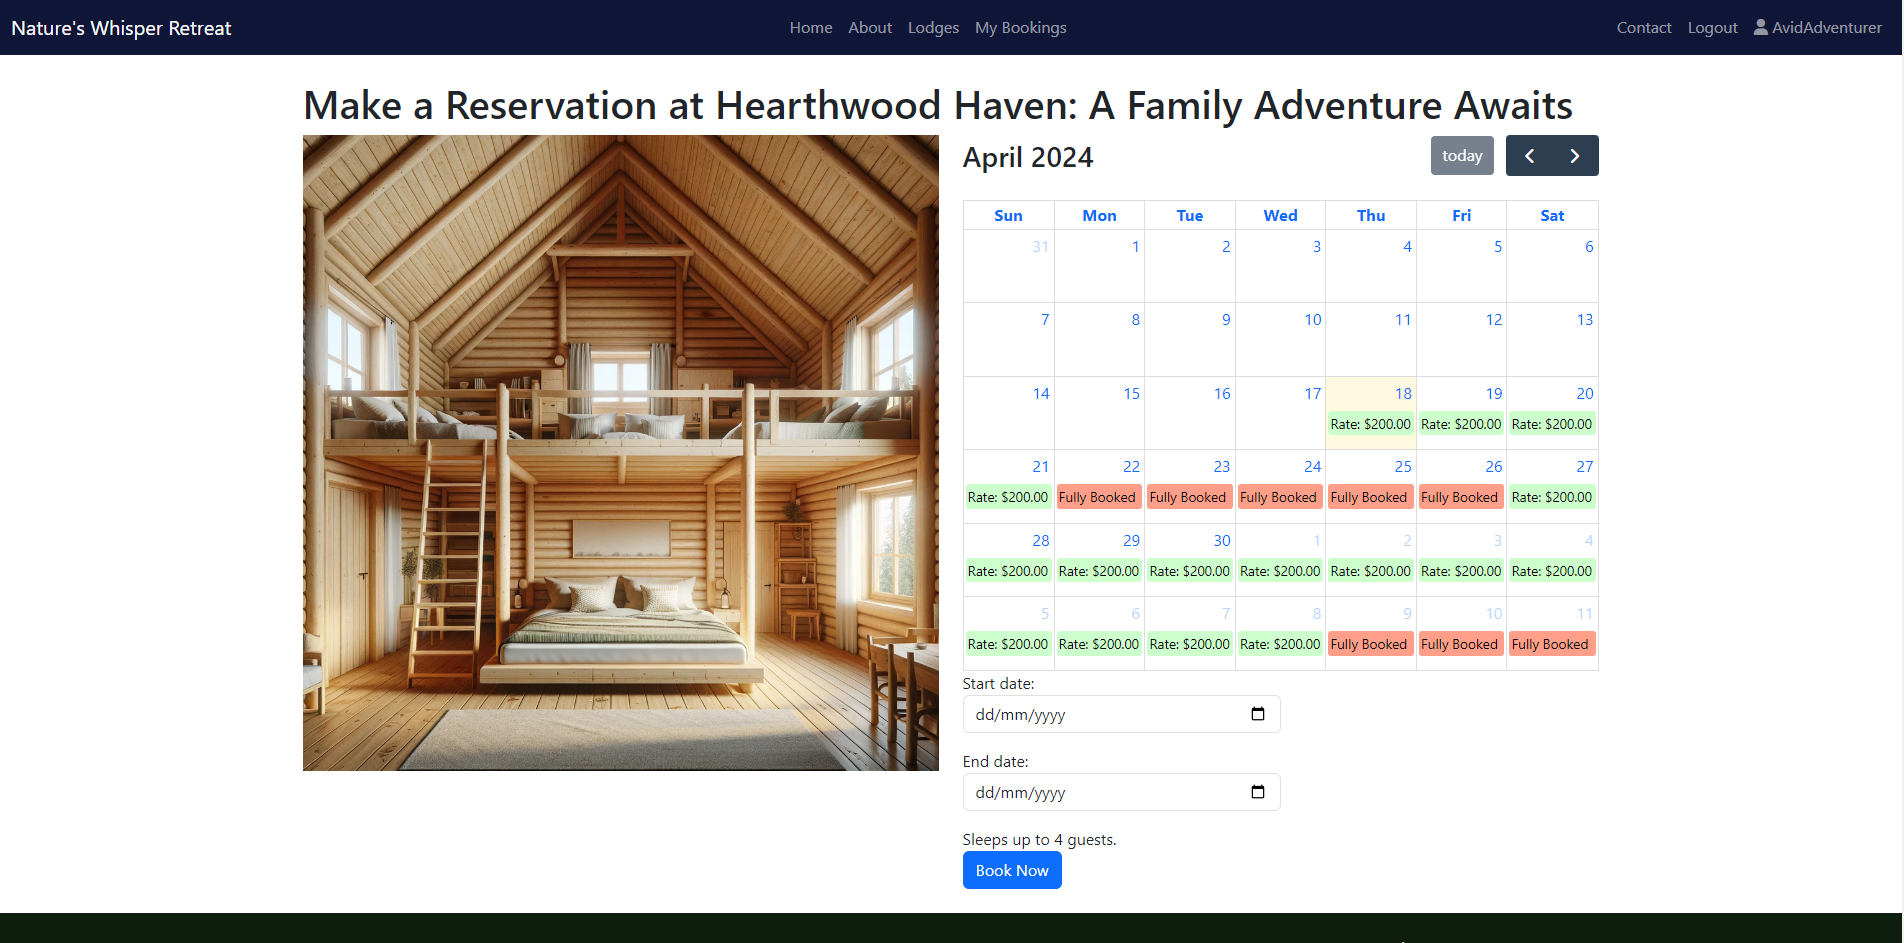 Nature's Whisper Retreat Home About Lodges My Bookings Contact Logout AvidAdventurer
Make a Reservation at Hearthwood Haven: A Family Adventure Awaits
April 2024 today
Sun Mon Tue Wed Thu Fri Sat
31 1 2 3 4 5 6
7 8 9 10 11 12 13
14 15 16 17 18 19 20
Rate: $200.00 Rate: $200.00 Rate: $200.00
21 22 23 24 25 26 27
Rate: $200.00 Fully Booked Fully Booked Fully Booked Fully Booked Fully Booked Rate: $200.00
28 29 30 1 2 3 4
Rate: $200.00 Rate: $200.00 Rate: $200.00 Rate: $200.00 Rate: $200.00 Rate: $200.00 Rate: $200.00
5 6 7 8 9 10 11
Rate: $200.00 Rate: $200.00 Rate: $200.00 Rate: $200.00 Fully Booked Fully Booked Fully Booked
Start date:
dd/mm/yyyy
End date:
dd/mm/yyyy
Sleeps up to 4 guests.
Book Now